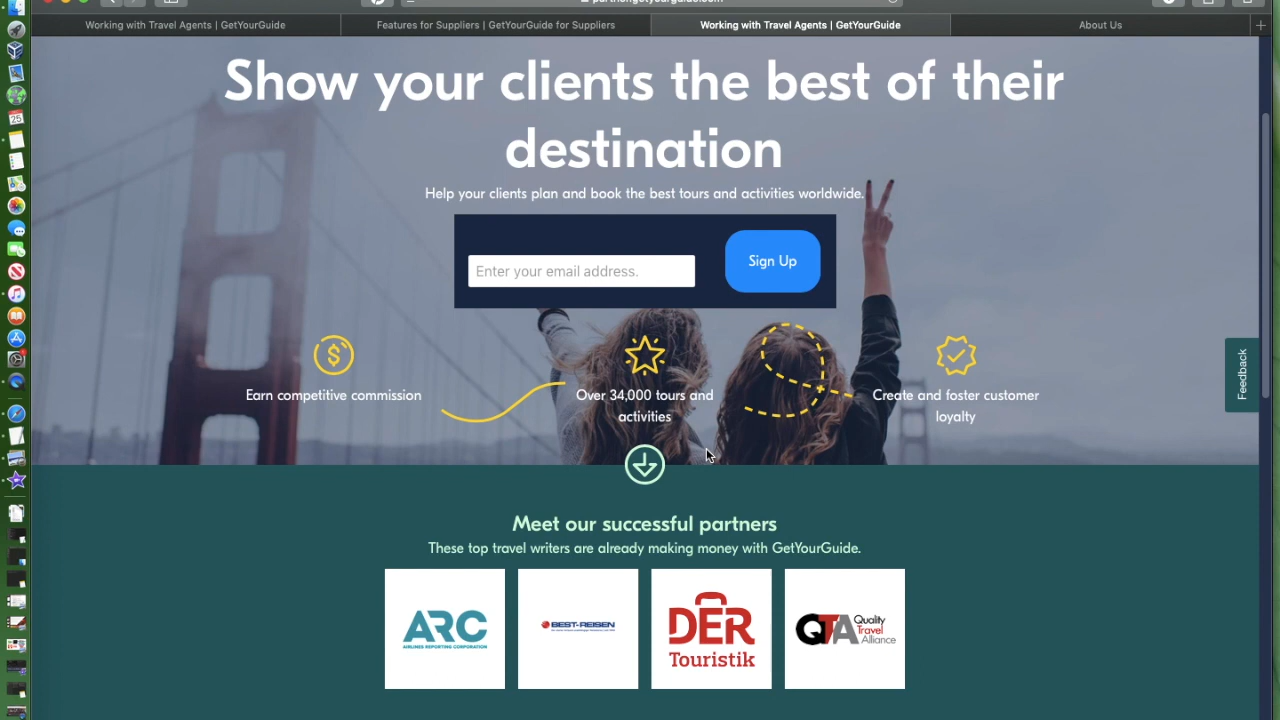 Working with Travel Agents | GetYourGuide
Features for Suppliers | GetYourGuide for Suppliers
Working with Travel Agents | GetYourGuide
About Us
Show your clients the best of their
destination
Help your clients plan and book the best tours and activities worldwide.
Enter your email address.
Sign Up
Earn competitive commission
Over 34,000 tours and
activities
Create and foster customer
loyalty
Feedback
Meet our successful partners
These top travel writers are already making money with GetYourGuide.
ARC
AIRLINES REPORTING CORPORATION
BEST-REISEN
DER
Touristik
QTA Quality
Travel
Alliance
25